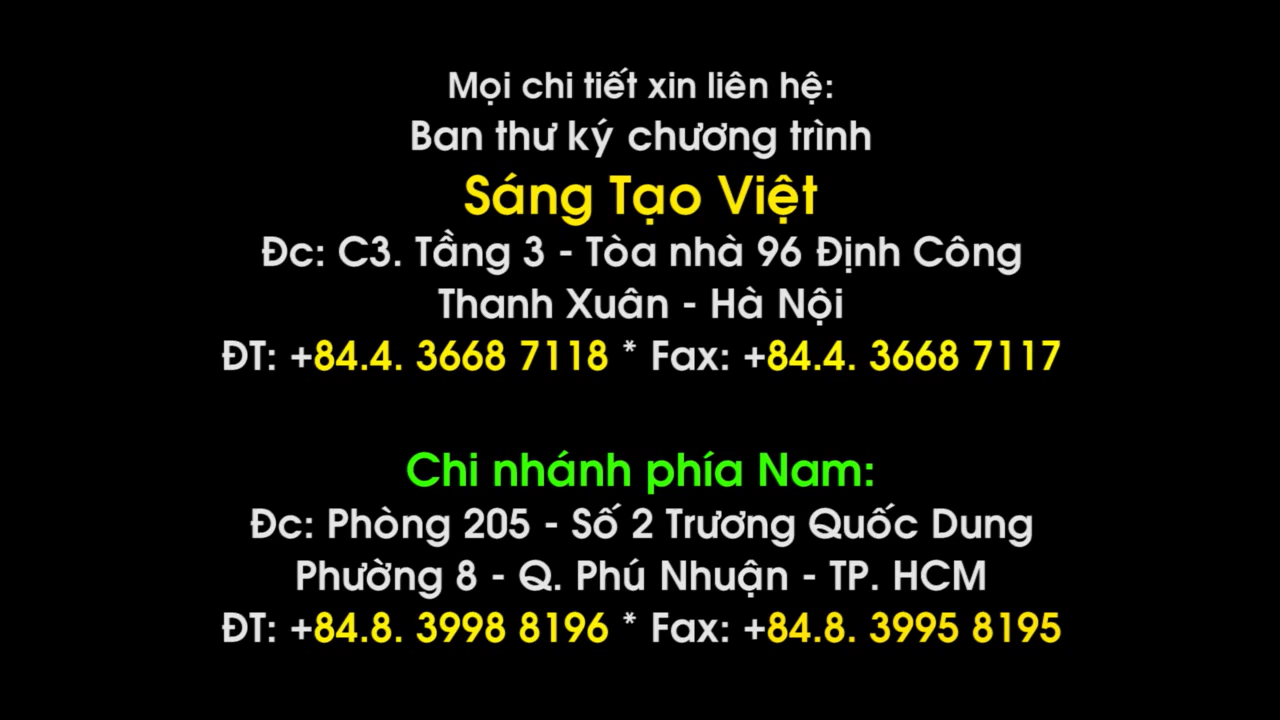 Mọi chi tiết xin liên hệ:
Ban thư ký chương trình
Sáng Tạo Việt
Đc: C3. Tầng 3 - Tòa nhà 96 Định Công
Thanh Xuân - Hà Nội
ĐT: +84.4. 3668 7118 * Fax: +84.4. 3668 7117
Chi nhánh phía Nam:
Đc: Phòng 205 - Số 2 Trương Quốc Dung
Phường 8 - Q. Phú Nhuận - TP. HCM
ĐT: +84.8. 3998 8196 * Fax: +84.8. 3995 8195